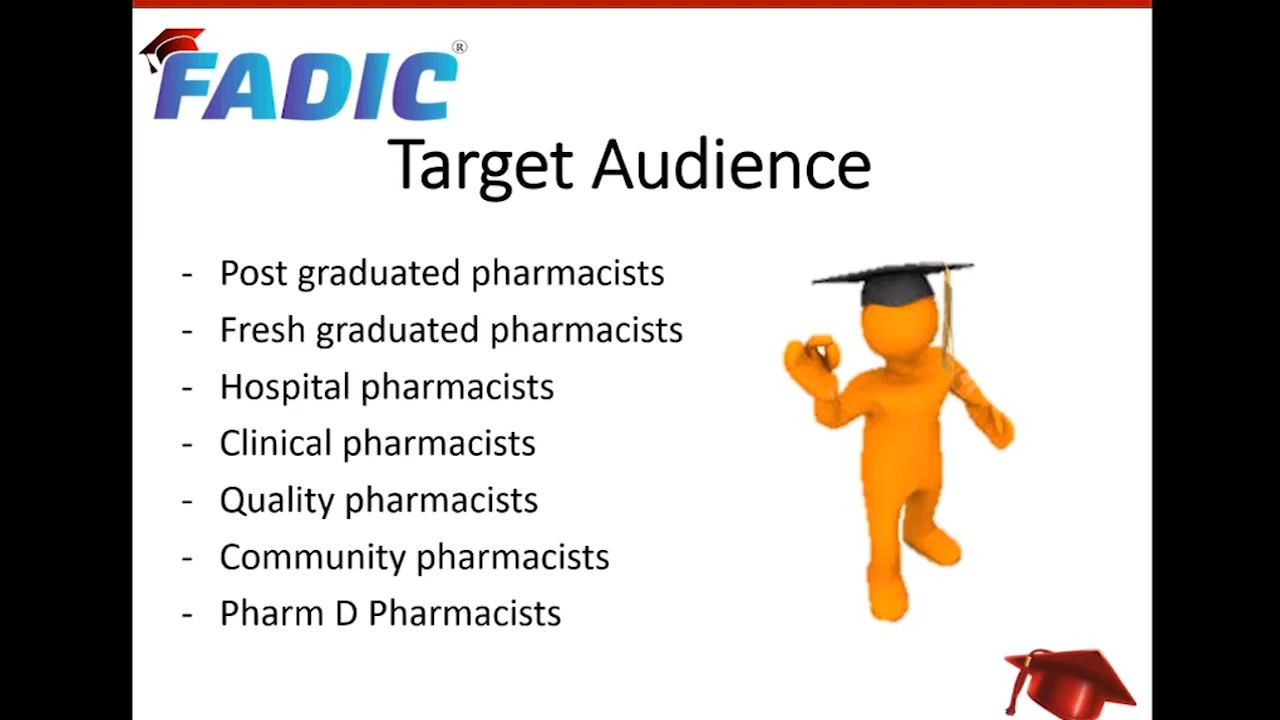 FADIC®
Target Audience
- Post graduated pharmacists
- Fresh graduated pharmacists
- Hospital pharmacists
- Clinical pharmacists
- Quality pharmacists
- Community pharmacists
- Pharm D Pharmacists